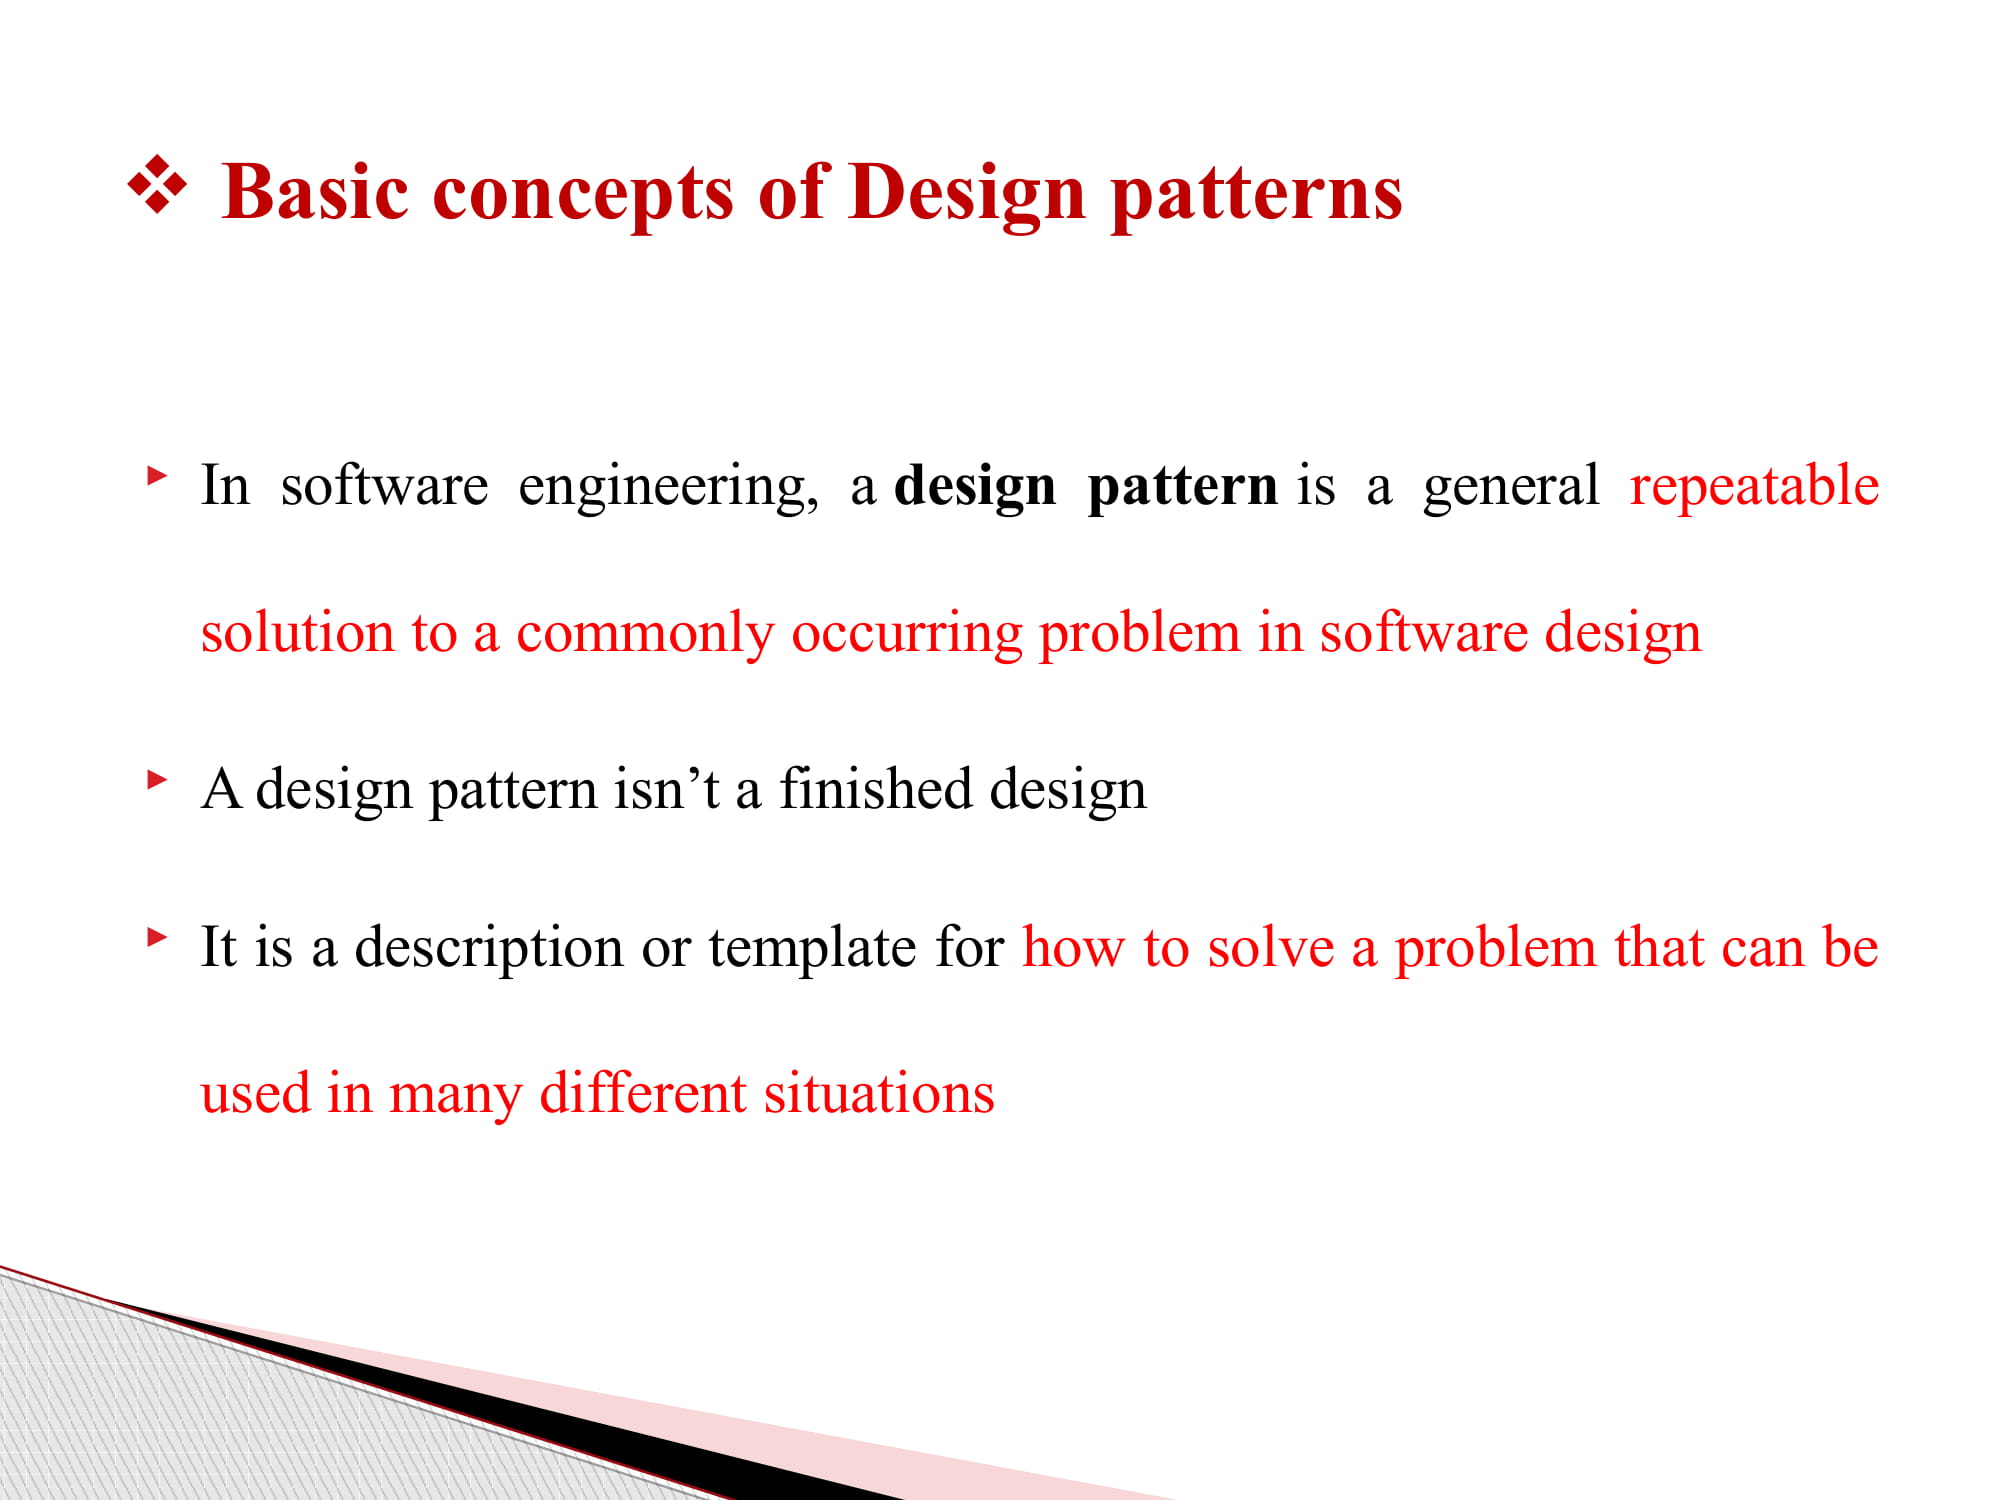 ❖ Basic concepts of Design patterns
▶ In software engineering, a design pattern is a general repeatable
solution to a commonly occurring problem in software design
▶ A design pattern isn’t a finished design
▶ It is a description or template for how to solve a problem that can be
used in many different situations